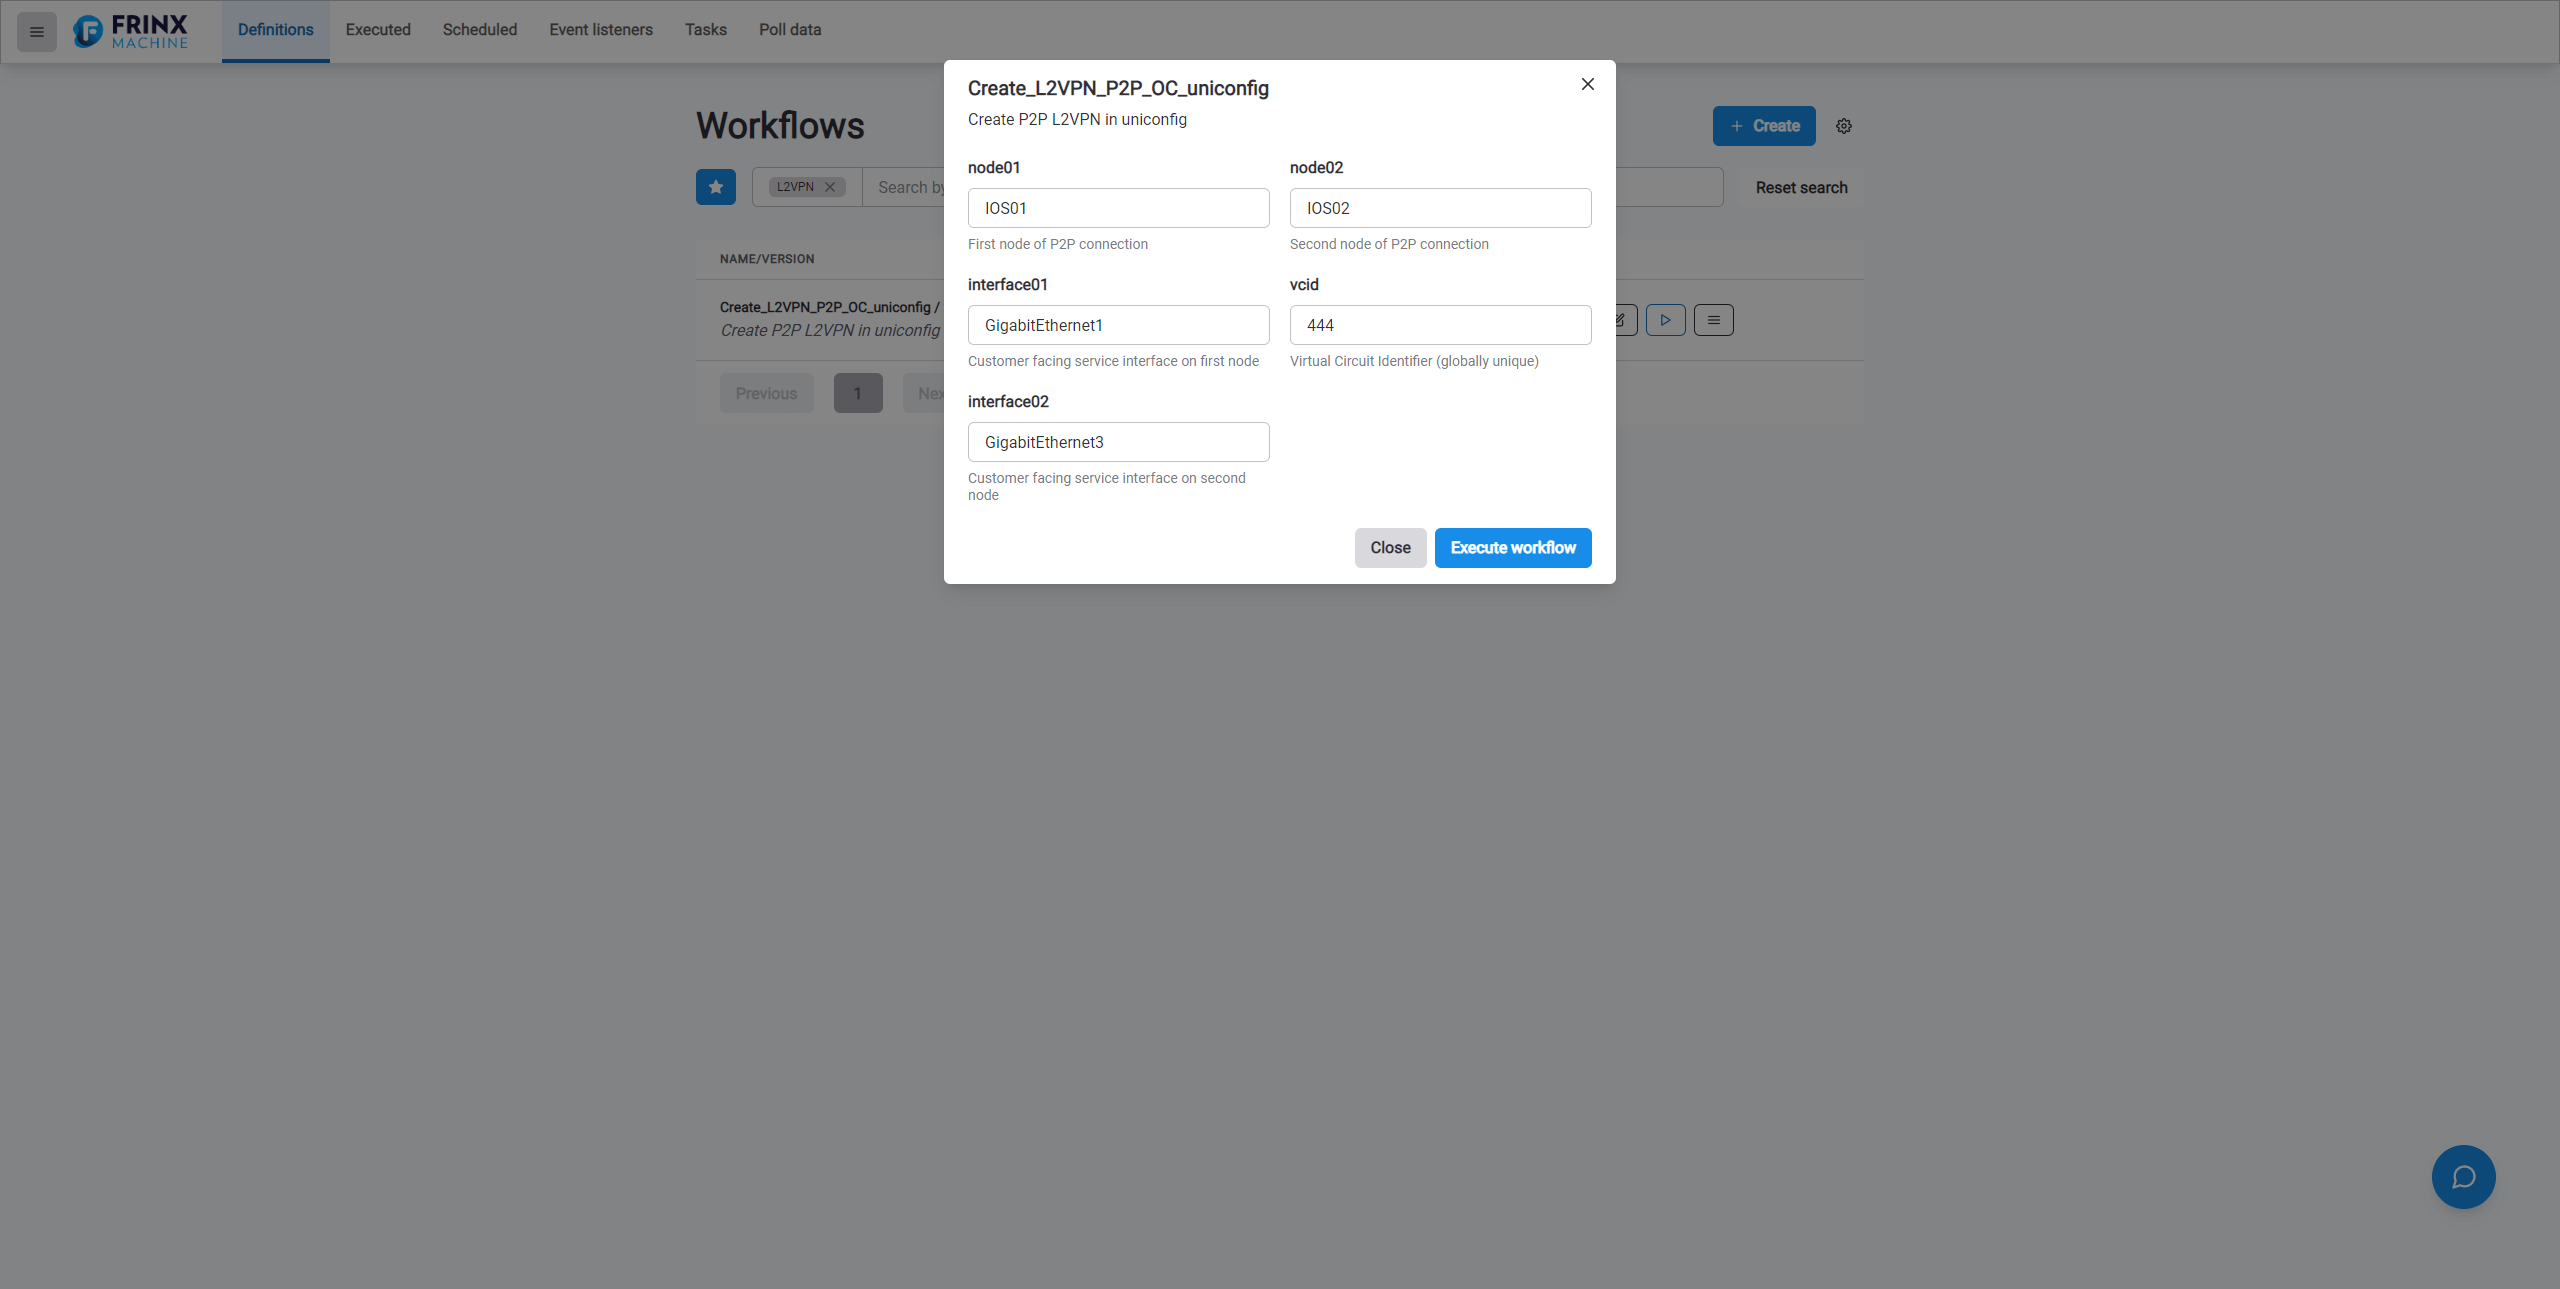 FRINX
MACHINE
Definitions
Executed
Scheduled
Event listeners
Tasks
Poll data
Workflows
Create
L2VPN
Search by
Reset search
NAME/VERSION
Create_L2VPN_P2P_OC_uniconfig /
Create P2P L2VPN in uniconfig
Previous
1
Create_L2VPN_P2P_OC_uniconfig
Create P2P L2VPN in uniconfig
node01
node02
IOS01
IOS02
First node of P2P connection
Second node of P2P connection
interface01
vcid
GigabitEthernet1
444
Customer facing service interface on first node
Virtual Circuit Identifier (globally unique)
interface02
GigabitEthernet3
Customer facing service interface on second
node
Close
Execute workflow